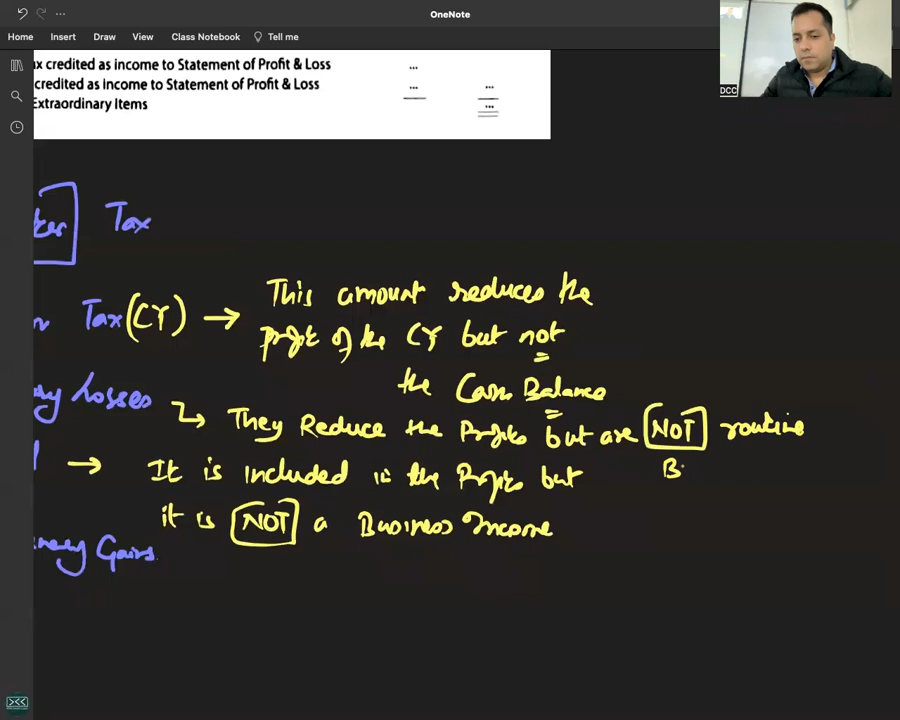 OneNote
Home Insert Draw View Class Notebook Tell me
DCC
x credited as income to Statement of Profit & Loss ...
credited as income to Statement of Profit & Loss ... ...
Extraordinary Items ...
Tax
Tax (CY) → This amount reduces the
profit of the CY but not
the Cash Balance
Losses
They Reduce the Profits but are NOT routine
B
→ It is included in the Profits but
it is NOT a Business Income
Gains